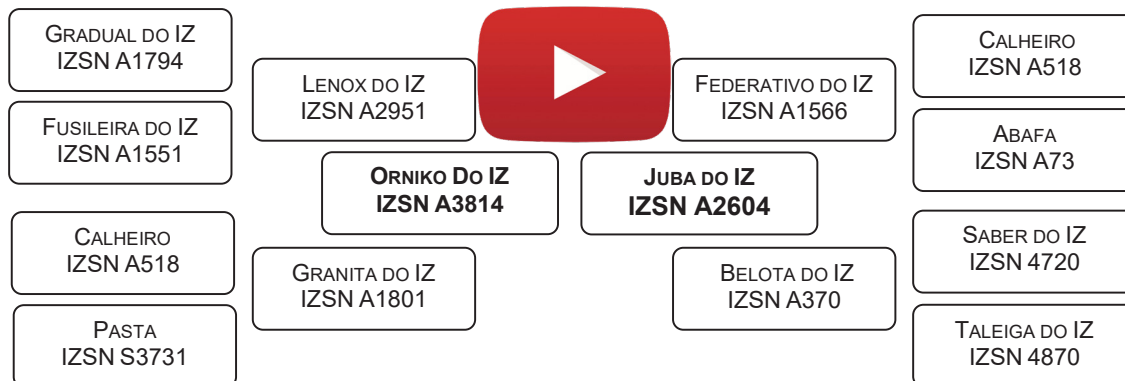 Gradual do IZ
IZSN A1794
Fusileira do IZ
IZSN A1551
Calheiro
IZSN A518
Pasta
IZSN S3731
Lenox do IZ
IZSN A2951
Granita do IZ
IZSN A1801
Orniko Do IZ
IZSN A3814
Juba do IZ
IZSN A2604
Federativo do IZ
IZSN A1566
Belota do IZ
IZSN A370
Calheiro
IZSN A518
Abafa
IZSN A73
Saber do IZ
IZSN 4720
Taleiga do IZ
IZSN 4870